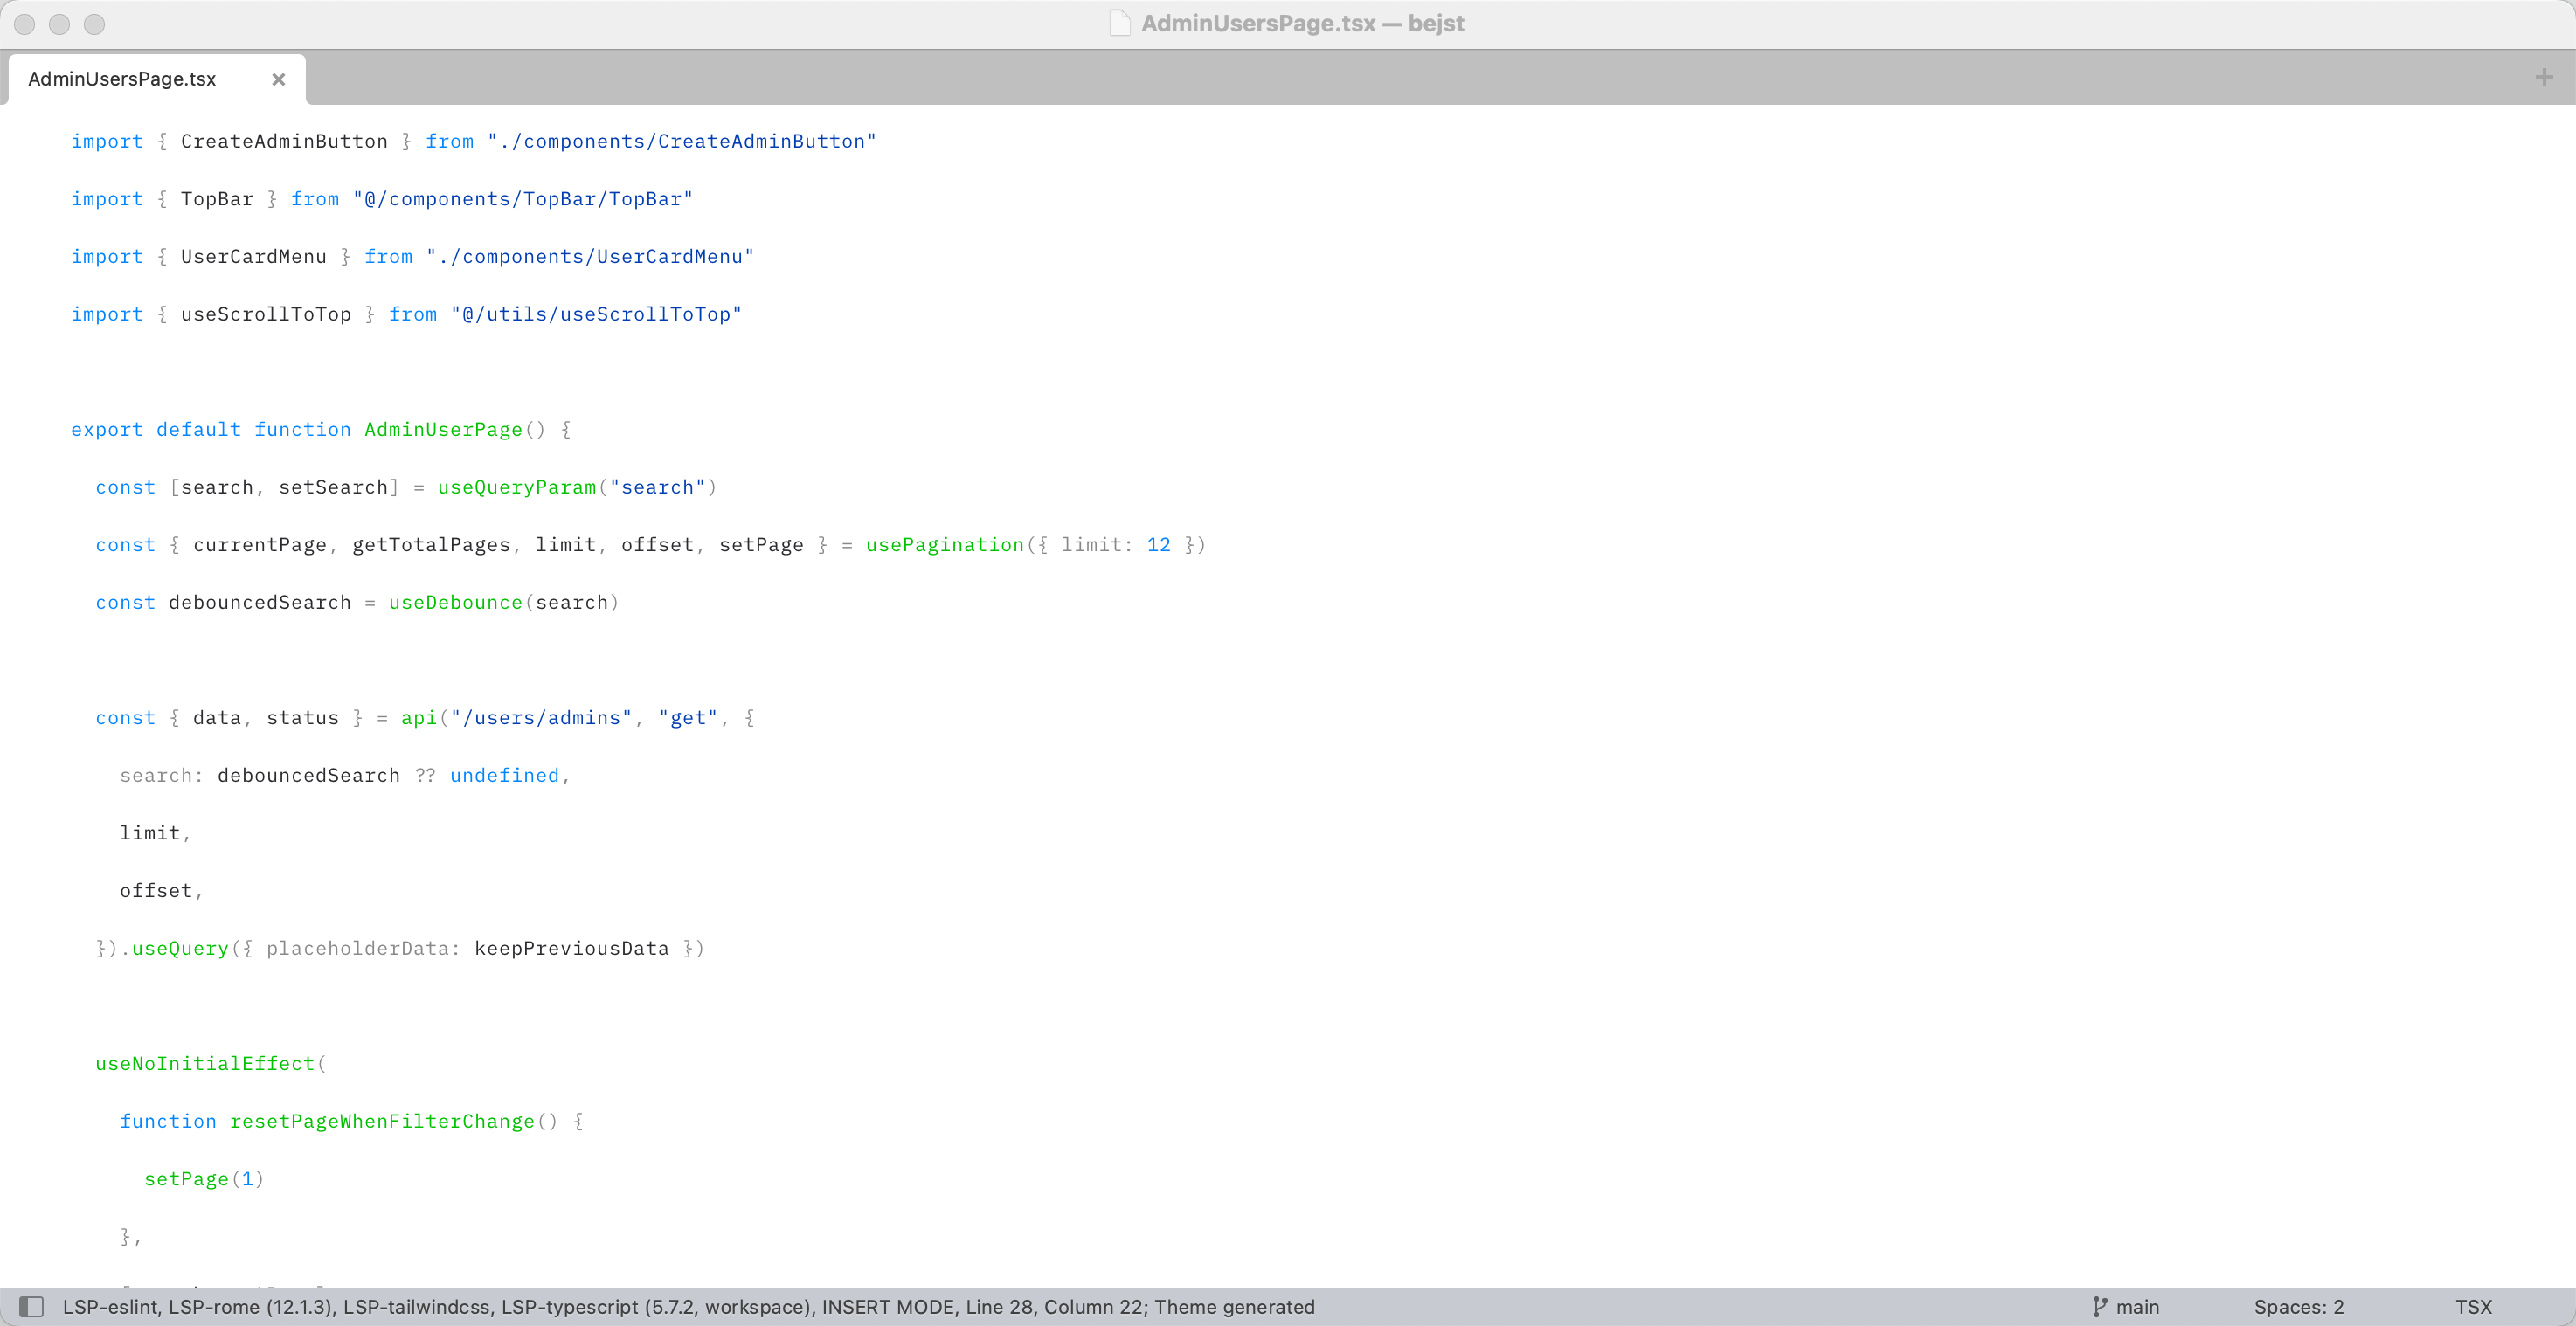 AdminUsersPage.tsx — bejst
AdminUsersPage.tsx
import { CreateAdminButton } from "./components/CreateAdminButton"
import { TopBar } from "@/components/TopBar/TopBar"
import { UserCardMenu } from "./components/UserCardMenu"
import { useScrollToTop } from "@/utils/useScrollToTop"
export default function AdminUserPage() {
const [search, setSearch] = useQueryParam("search")
const { currentPage, getTotalPages, limit, offset, setPage } = usePagination({ limit: 12 })
const debouncedSearch = useDebounce(search)
const { data, status } = api("/users/admins", "get", {
search: debouncedSearch ?? undefined,
limit,
offset,
}).useQuery({ placeholderData: keepPreviousData })
useNoInitialEffect(
function resetPageWhenFilterChange() {
setPage(1)
},
LSP-eslint, LSP-rome (12.1.3), LSP-tailwindcss, LSP-typescript (5.7.2, workspace), INSERT MODE, Line 28, Column 22; Theme generated
main
Spaces: 2
TSX